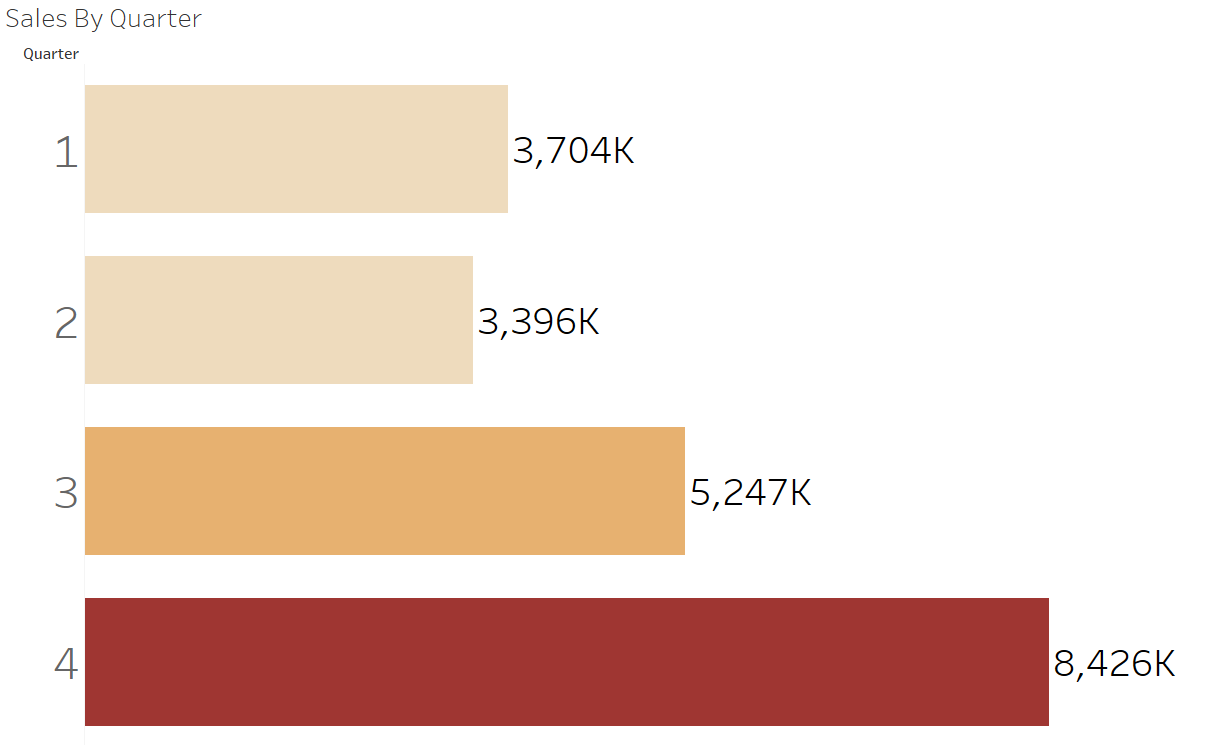 Sales By Quarter
Quarter
1 3,704K
2 3,396K
3 5,247K
4 8,426K